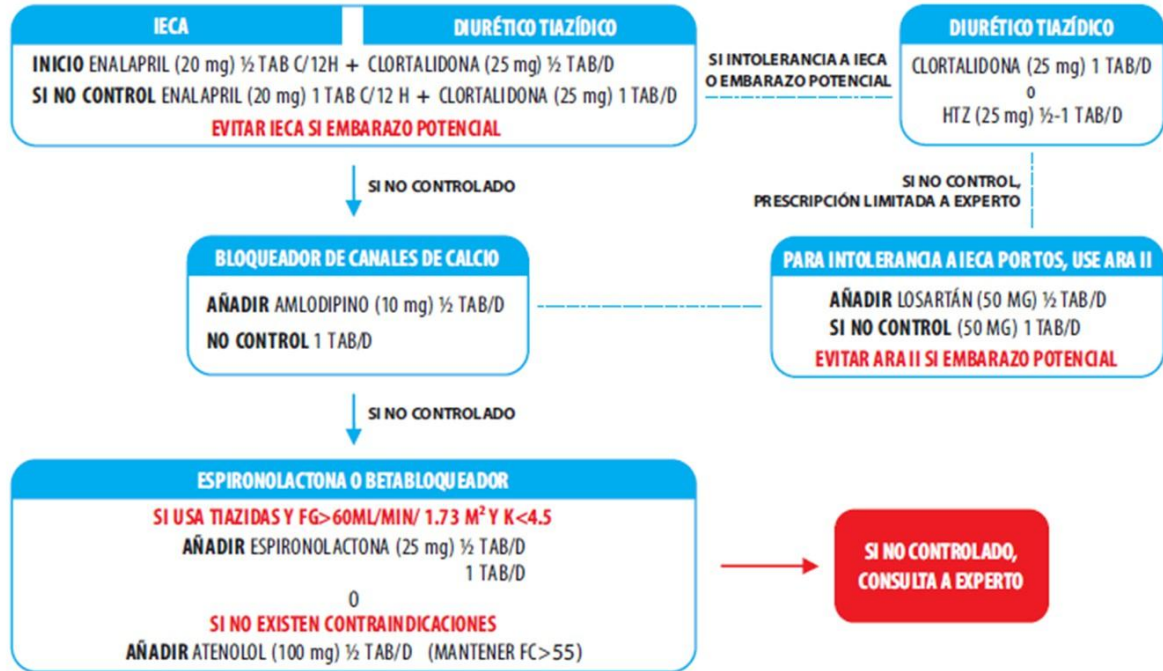 IECA
DIURÉTICO TIAZÍDICO
INICIO ENALAPRIL (20 mg) ½ TAB C/12H + CLORTALIDONA (25 mg) ½ TAB/D
SI NO CONTROL ENALAPRIL (20 mg) 1 TAB C/12 H + CLORTALIDONA (25 mg) 1 TAB/D
EVITAR IECA SI EMBARAZO POTENCIAL
SI INTOLERANCIA A IECA
O EMBARAZO POTENCIAL
DIURÉTICO TIAZÍDICO
CLORTALIDONA (25 mg) 1 TAB/D
O
HTZ (25 mg) ½-1 TAB/D
SI NO CONTROLADO
SI NO CONTROL,
PRESCRIPCIÓN LIMITADA A EXPERTO
BLOQUEADOR DE CANALES DE CALCIO
AÑADIR AMLODIPINO (10 mg) ½ TAB/D
NO CONTROL 1 TAB/D
PARA INTOLERANCIA A IECA POR TOS, USE ARA II
AÑADIR LOSARTÁN (50 MG) ½ TAB/D
SI NO CONTROL (50 MG) 1 TAB/D
EVITAR ARA II SI EMBARAZO POTENCIAL
SI NO CONTROLADO
ESPIRONOLACTONA O BETABLOQUEADOR
SI USA TIAZIDAS Y FG>60ML/MIN/ 1.73 M² Y K<4.5
AÑADIR ESPIRONOLACTONA (25 mg) ½ TAB/D
1 TAB/D
O
SI NO EXISTEN CONTRAINDICACIONES
AÑADIR ATENOLOL (100 mg) ½ TAB/D (MANTENER FC>55)
SI NO CONTROLADO,
CONSULTA A EXPERTO